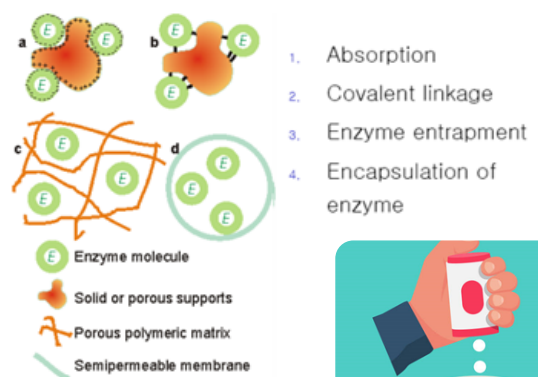 a
b
E
E
E
E
E
E
c
d
E
E
E
E
E
E
E
Enzyme molecule
Solid or porous supports
Porous polymeric matrix
Semipermeable membrane
1. Absorption
2. Covalent linkage
3. Enzyme entrapment
4. Encapsulation of
enzyme